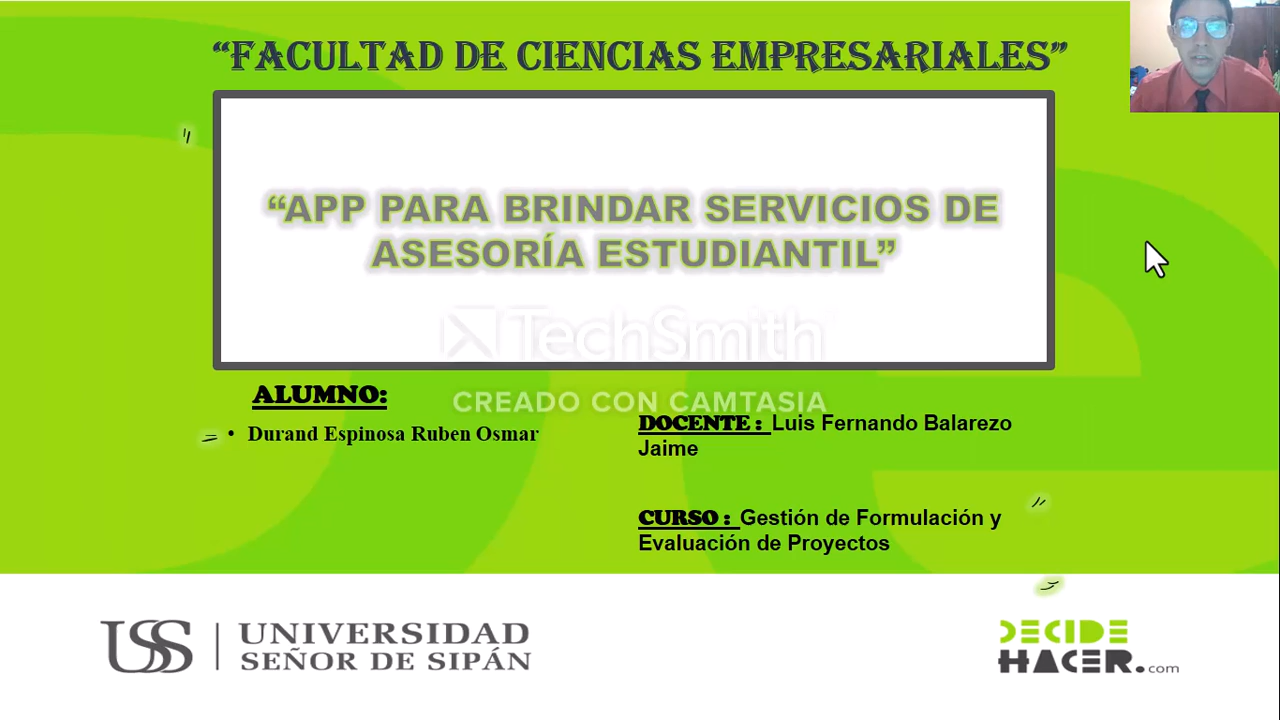 “FACULTAD DE CIENCIAS EMPRESARIALES”
“APP PARA BRINDAR SERVICIOS DE
ASESORÍA ESTUDIANTIL”
TechSmith
CREADO CON CAMTASIA
ALUMNO:
• Durand Espinosa Ruben Osmar
DOCENTE : Luis Fernando Balarezo
Jaime
CURSO : Gestión de Formulación y
Evaluación de Proyectos
USS | UNIVERSIDAD
SEÑOR DE SIPÁN
DECIDE
HACER.com